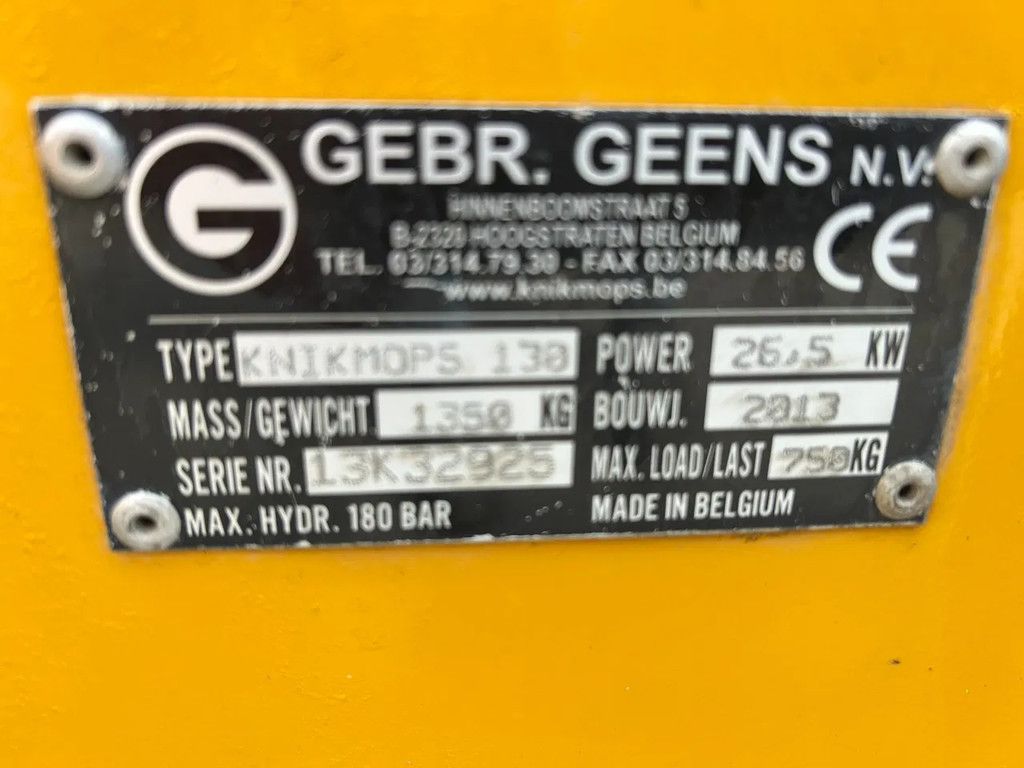 G GEBR. GEENS N.V.
STRAAT 5
B-2320 HOOGSTRATEN BELGIUM
TEL. 03/314.79.30 - FAX 03/314.84.56
www.knikmops.be
CE
TYPE KNIKMOPS 130 POWER 26,5 KW
MASS/GEWICHT 1350 KG BOUWJ. 2013
SERIE NR. 13K32925 MAX. LOAD/LAST 750 KG
MAX. HYDR. 180 BAR MADE IN BELGIUM